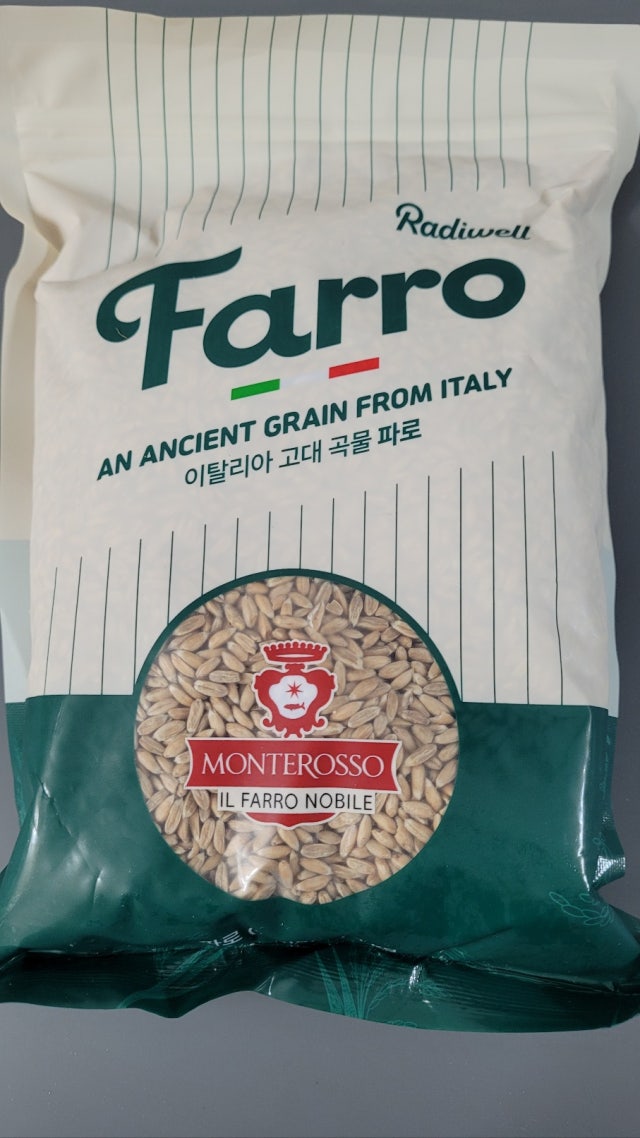 Radiwell
Farro
AN ANCIENT GRAIN FROM ITALY
이탈리아 고대 곡물 파로
MONTEROSSO
IL FARRO NOBILE